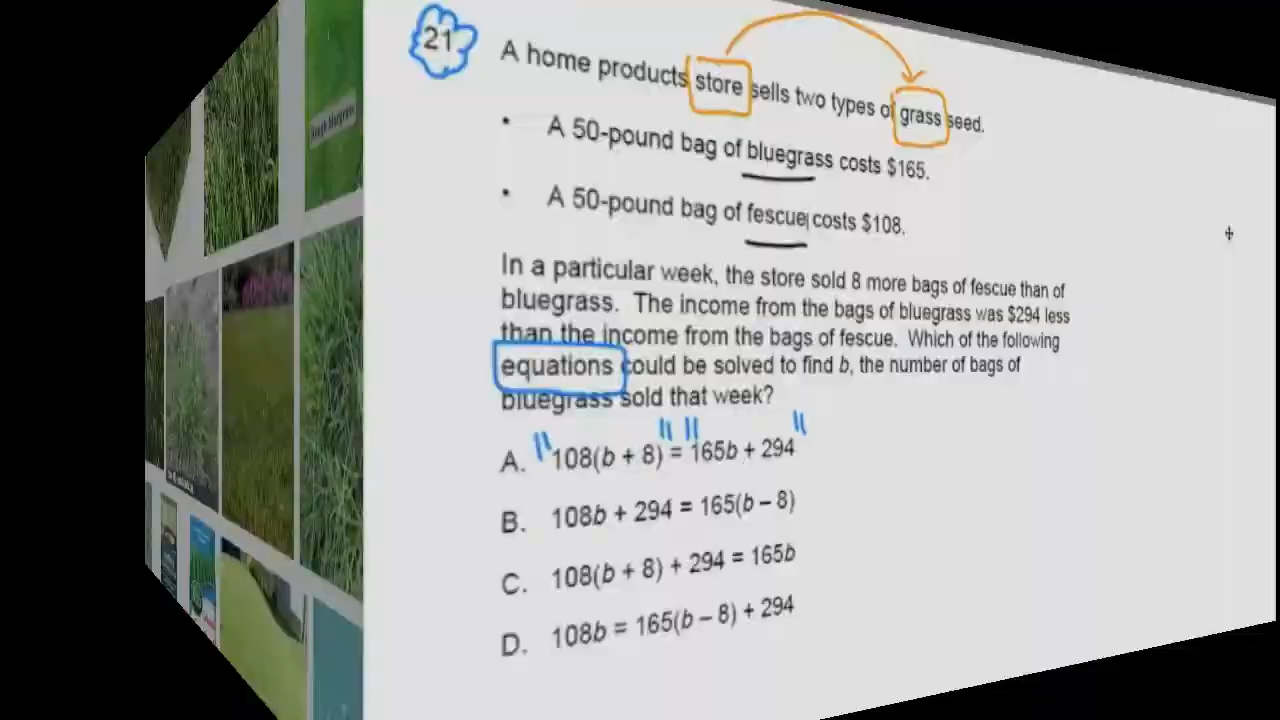 21
A home products store sells two types of grass seed.
• A 50-pound bag of bluegrass costs $165.
• A 50-pound bag of fescue costs $108.
In a particular week, the store sold 8 more bags of fescue than of
bluegrass. The income from the bags of bluegrass was $294 less
than the income from the bags of fescue. Which of the following
equations could be solved to find b, the number of bags of
bluegrass sold that week?
A. 108(b + 8) = 165b + 294
B. 108b + 294 = 165(b – 8)
C. 108(b + 8) + 294 = 165b
D. 108b = 165(b – 8) + 294